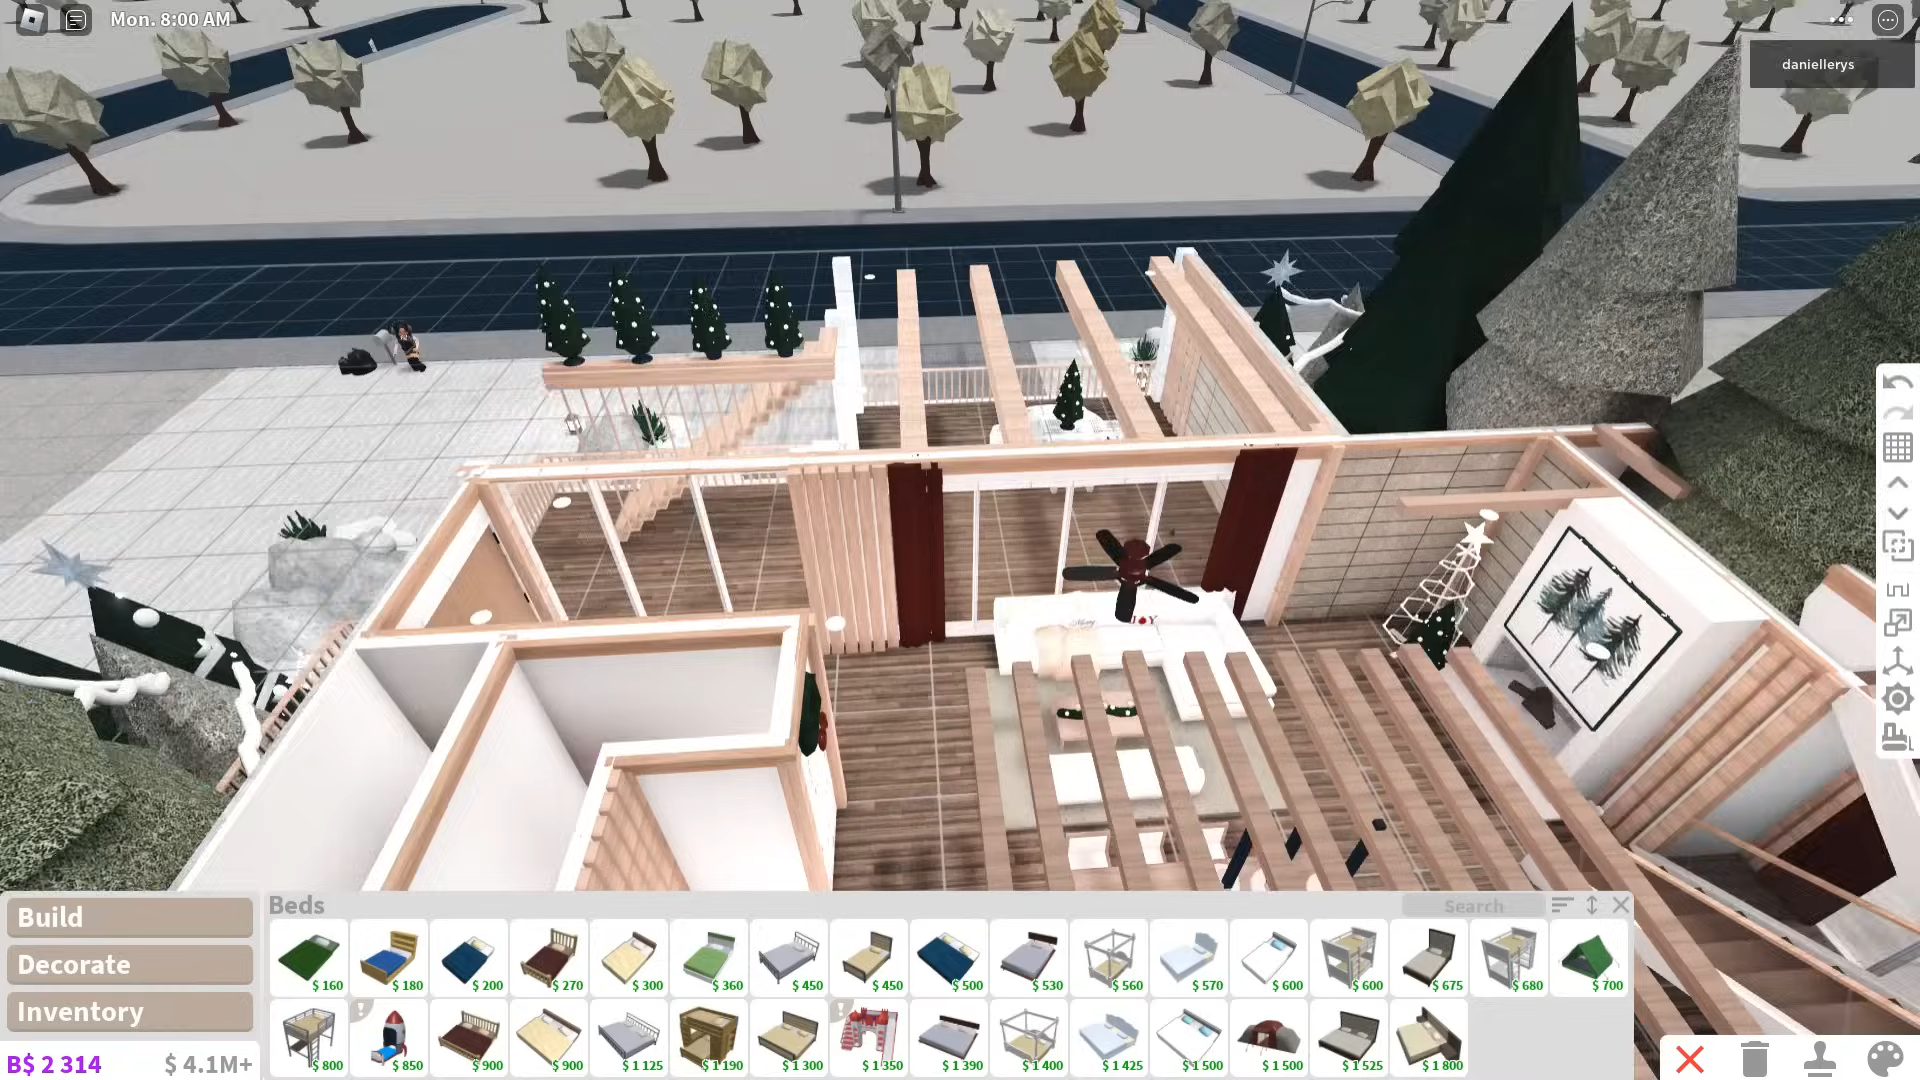 Mon. 8:00 AM
daniellerys
JOY
Build
Decorate
Inventory
B$ 2 314
$ 4.1M+
Beds
Search
$ 160
$ 180
$ 200
$ 270
$ 300
$ 360
$ 450
$ 450
$ 500
$ 530
$ 560
$ 570
$ 600
$ 600
$ 675
$ 680
$ 700
$ 800
$ 850
$ 900
$ 900
$ 1 125
$ 1 190
$ 1 300
$ 1 350
$ 1 390
$ 1 400
$ 1 425
$ 1 500
$ 1 500
$ 1 525
$ 1 800